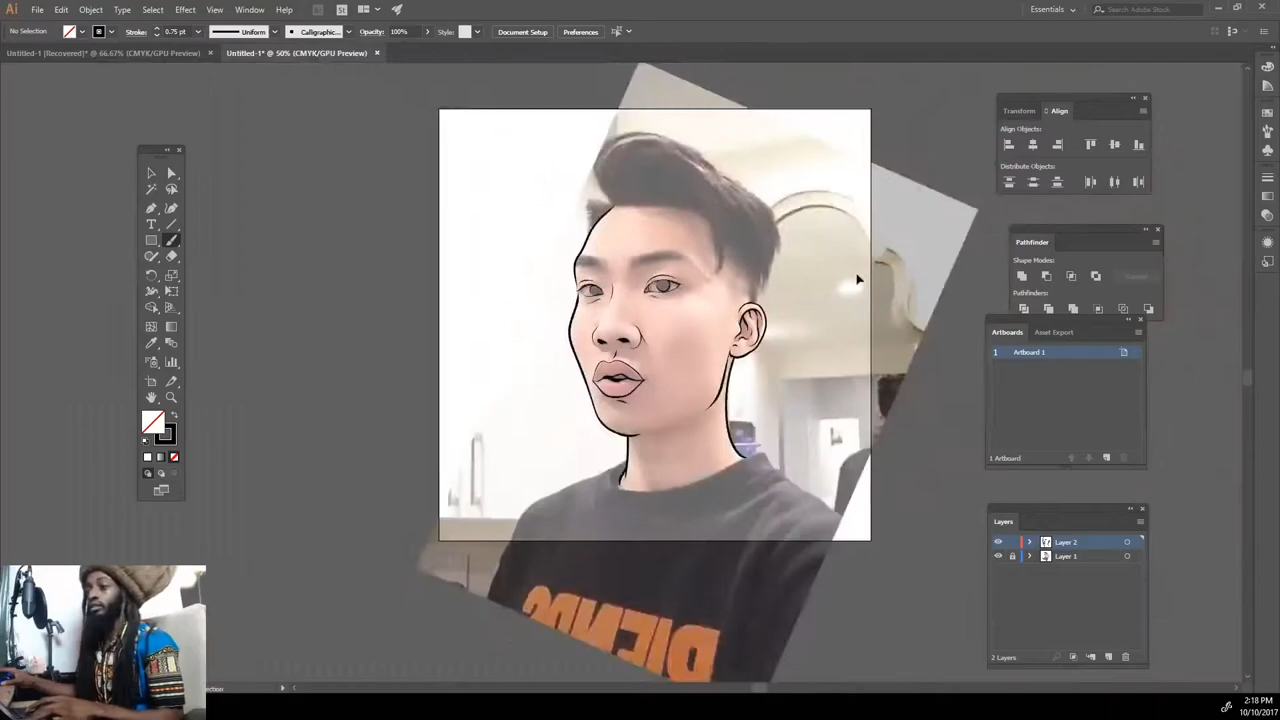 Ai File Edit Object Type Select Effect View Window Help Br St Essentials Search Adobe Stock
No Selection Stroke: 0.75 pt Uniform Calligraphic... Opacity: 100% Style: Document Setup Preferences
Untitled-1 [Recovered]* @ 66.67% (CMYK/GPU Preview) × Untitled-1* @ 50% (CMYK/GPU Preview) ×
Transform Align
Align Objects:
Distribute Objects:
Pathfinder
Shape Modes:
Pathfinders:
Artboards Asset Export
1 Artboard 1
1 Artboard
Layers
Layer 2
Layer 1
2 Layers
2:18 PM
10/10/2017